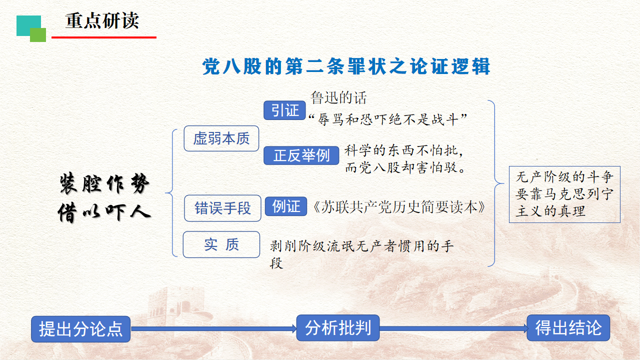 重点研读
党八股的第二条罪状之论证逻辑
装腔作势
借以吓人
虚弱本质
引证
鲁迅的话
“辱骂和恐吓绝不是战斗”
正反举例
科学的东西不怕批,
而党八股却害怕驳。
错误手段
例证
《苏联共产党历史简要读本》
实 质
剥削阶级流氓无产者惯用的手
段
无产阶级的斗争
要靠马克思列宁
主义的真理
提出分论点
分析批判
得出结论